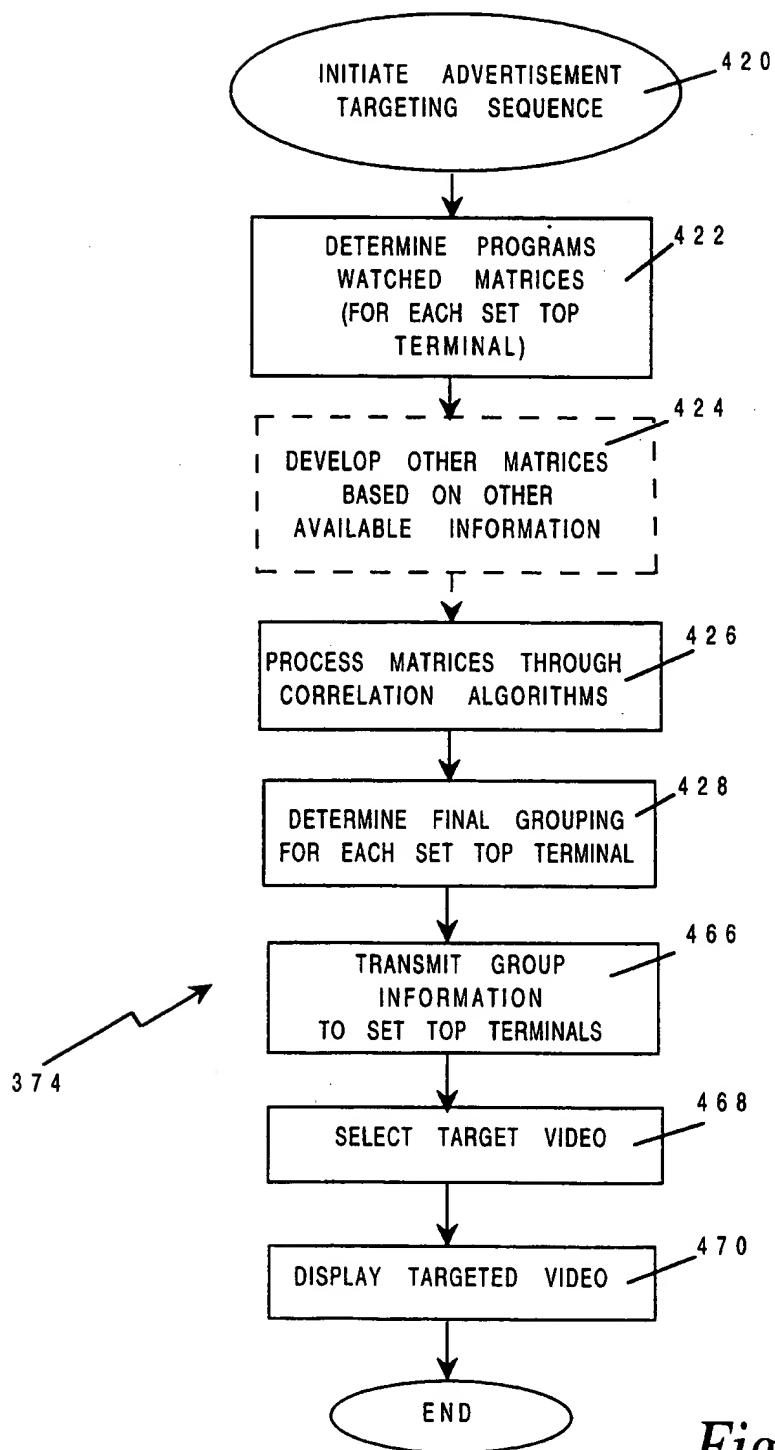 INITIATE ADVERTISEMENT
TARGETING SEQUENCE
420
DETERMINE PROGRAMS
WATCHED MATRICES
(FOR EACH SET TOP
TERMINAL)
422
DEVELOP OTHER MATRICES
BASED ON OTHER
AVAILABLE INFORMATION
424
PROCESS MATRICES THROUGH
CORRELATION ALGORITHMS
426
DETERMINE FINAL GROUPING
FOR EACH SET TOP TERMINAL
428
TRANSMIT GROUP
INFORMATION
TO SET TOP TERMINALS
466
374
SELECT TARGET VIDEO
468
DISPLAY TARGETED VIDEO
470
END
Fig